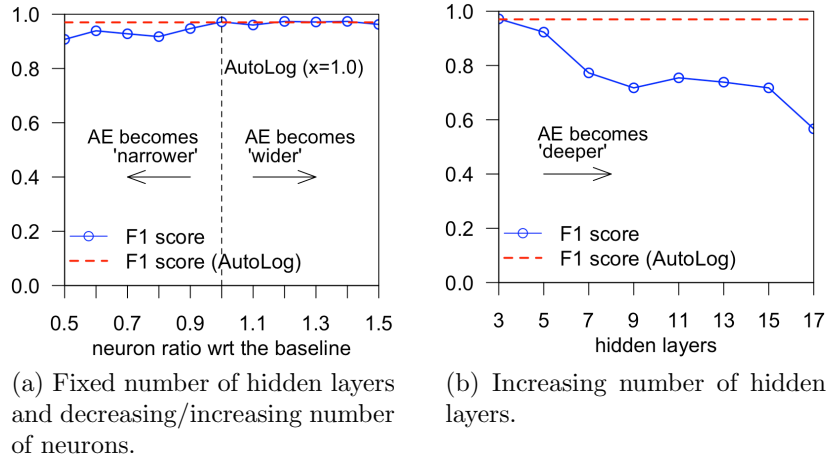 1.0
0.8
0.6
0.4
0.2
0.0
AutoLog (x=1.0)
AE becomes
'narrower'
AE becomes
'wider'
F1 score
F1 score (AutoLog)
0.5 0.7 0.9 1.1 1.3 1.5
neuron ratio wrt the baseline
(a) Fixed number of hidden layers
and decreasing/increasing number
of neurons.
1.0
0.8
0.6
0.4
0.2
0.0
AE becomes
'deeper'
F1 score
F1 score (AutoLog)
3 5 7 9 11 13 15 17
hidden layers
(b) Increasing number of hidden
layers.